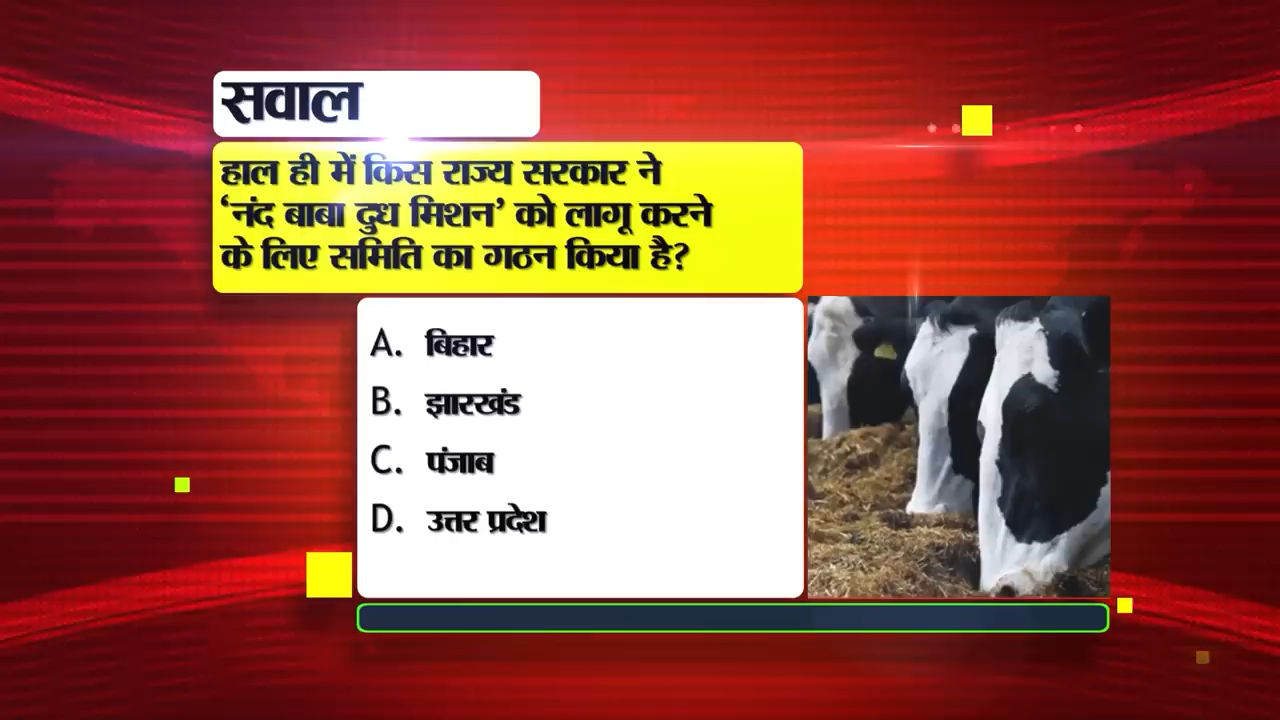 सवाल
हाल ही में किस राज्य सरकार ने
‘नंद बाबा दुग्ध मिशन’ को लागू करने
के लिए समिति का गठन किया है?
A. बिहार
B. झारखंड
C. पंजाब
D. उत्तर प्रदेश